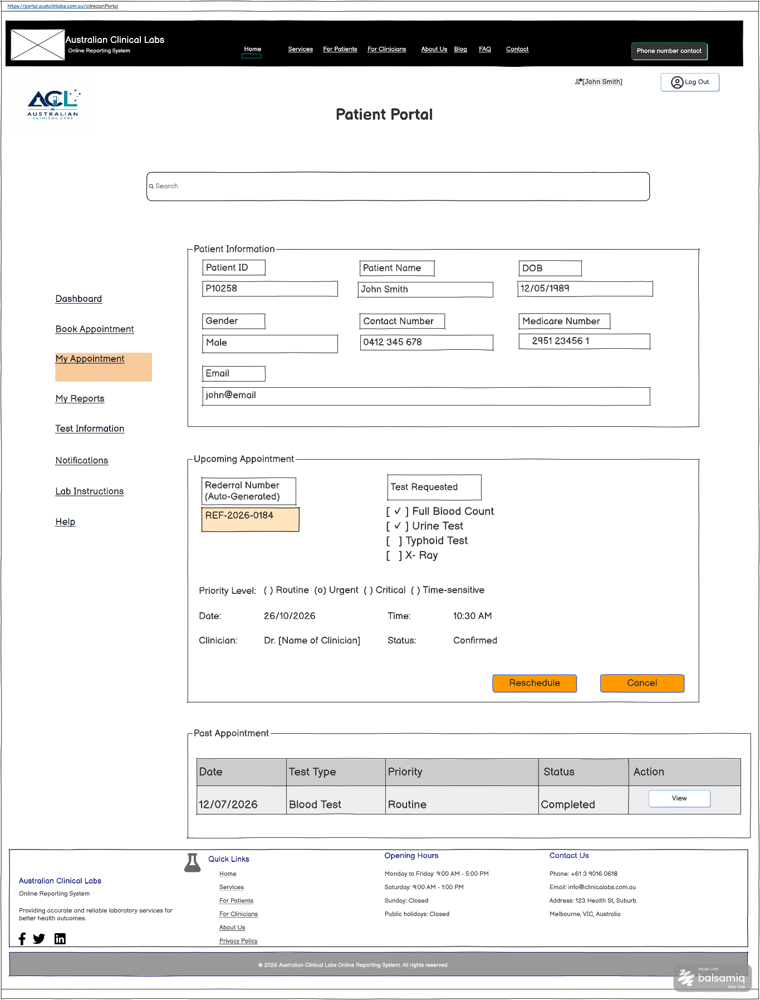 https://portal.austclinlabs.com.au/clinicianPortal
Australian Clinical Labs
Online Reporting System
Home Services For Patients For Clinicians About Us Blog FAQ Contact
Phone number contact
[John Smith]
Log Out
ACL
AUSTRALIAN
CLINICAL LABS
Patient Portal
Search
Dashboard
Book Appointment
My Appointment
My Reports
Test Information
Notifications
Lab Instructions
Help
Patient Information
Patient ID Patient Name DOB
P10258 John Smith 12/05/1989
Gender Contact Number Medicare Number
Male 0412 345 678 2951 23456 1
Email
john@email
Upcoming Appointment
Rederral Number
(Auto-Generated)
REF-2026-0184
Test Requested
[ ✓ ] Full Blood Count
[ ✓ ] Urine Test
[ ] Typhoid Test
[ ] X- Ray
Priority Level: ( ) Routine (o) Urgent ( ) Critical ( ) Time-sensitive
Date: 26/10/2026 Time: 10:30 AM
Clinician: Dr. [Name of Clinician] Status: Confirmed
Reschedule Cancel
Past Appointment
Date Test Type Priority Status Action
12/07/2026 Blood Test Routine Completed View
Australian Clinical Labs
Online Reporting System
Providing accurate and reliable laboratory services for
better health outcomes.
Quick Links
Home
Services
For Patients
For Clinicians
About Us
Privacy Policy
Opening Hours
Monday to Friday: 9:00 AM - 5:00 PM
Saturday: 9:00 AM - 1:00 PM
Sunday: Closed
Public holidays: Closed
Contact Us
Phone: +61 3 9016 0618
Email: info@clinicalabs.com.au
Address: 123 Health St, Suburb
Melbourne, VIC, Australia
© 2026 Australian Clinical Labs Online Reporting System. All rights reserved.
Made with
balsamiq
free trial